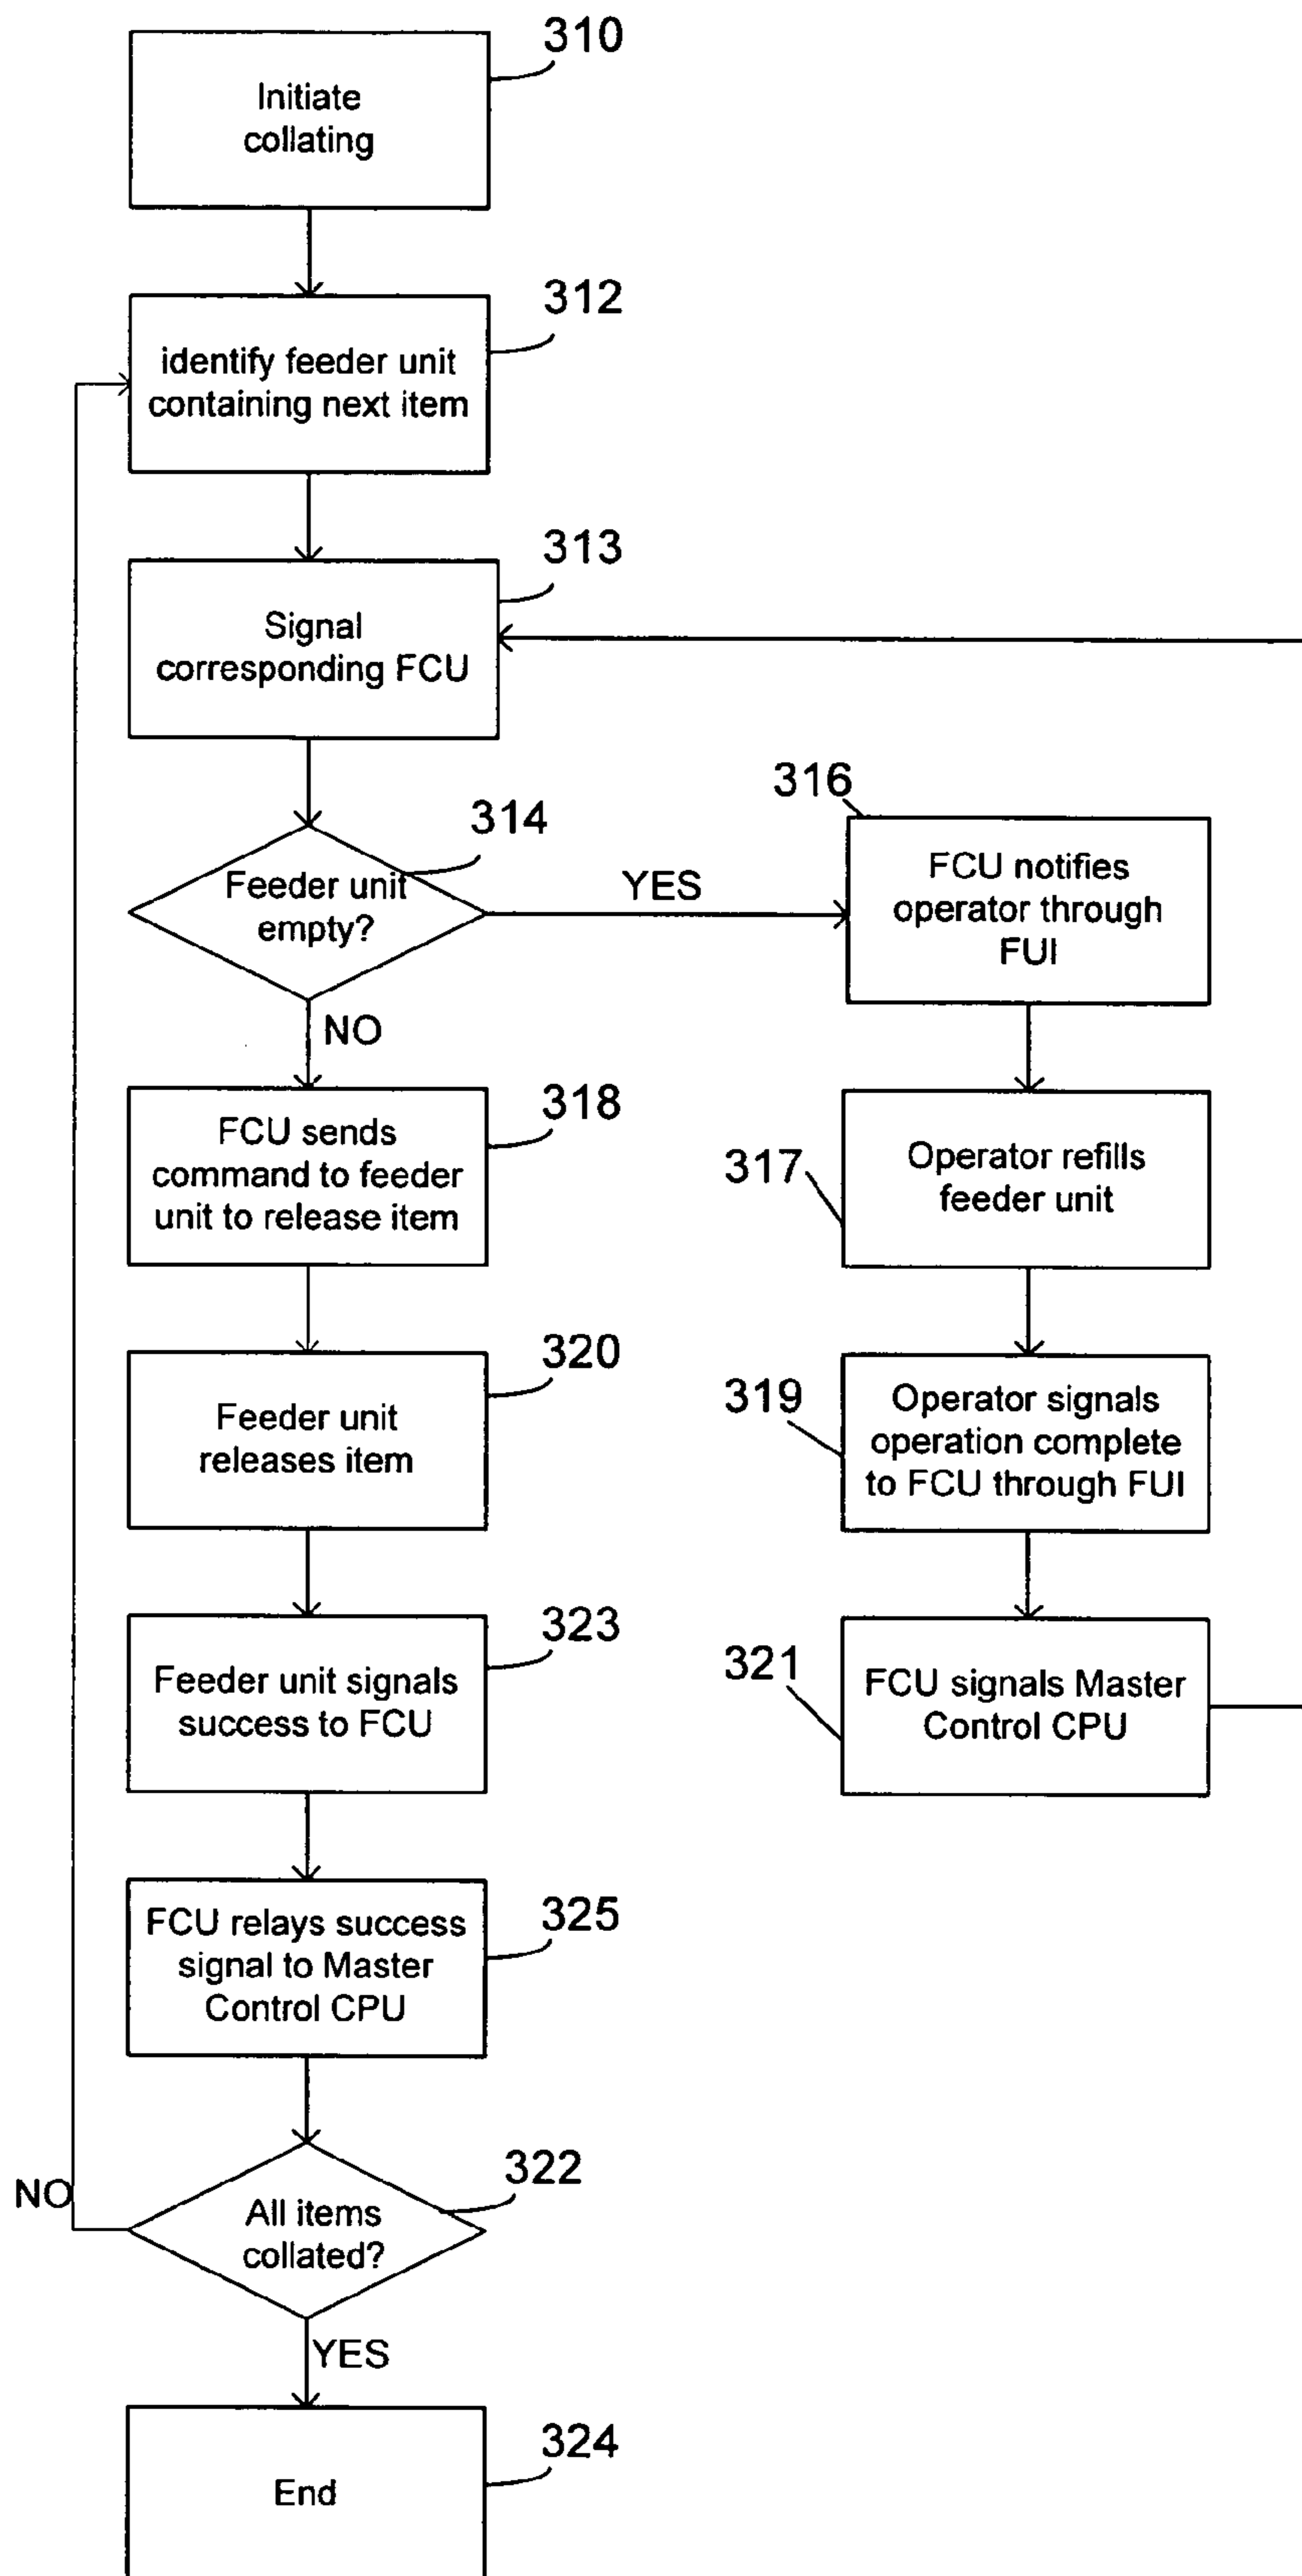 310
Initiate
collating
312
identify feeder unit
containing next item
313
Signal
corresponding FCU
314
Feeder unit
empty?
YES
NO
316
FCU notifies
operator through
FUI
318
FCU sends
command to feeder
unit to release item
317
Operator refills
feeder unit
320
Feeder unit
releases item
319
Operator signals
operation complete
to FCU through FUI
323
Feeder unit signals
success to FCU
321
FCU signals Master
Control CPU
325
FCU relays success
signal to Master
Control CPU
322
All items
collated?
NO
YES
324
End